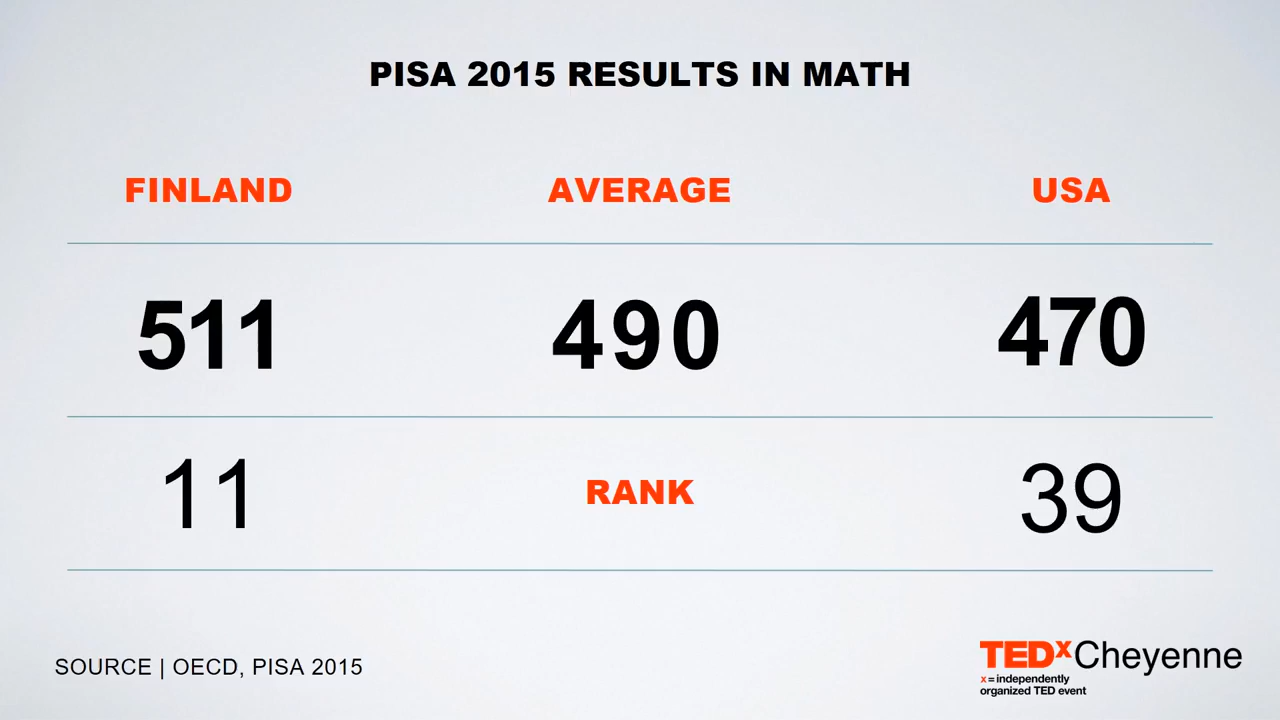 PISA 2015 RESULTS IN MATH
FINLAND AVERAGE USA
511 490 470
11 RANK 39
SOURCE | OECD, PISA 2015
TEDxCheyenne
x = independently
organized TED event